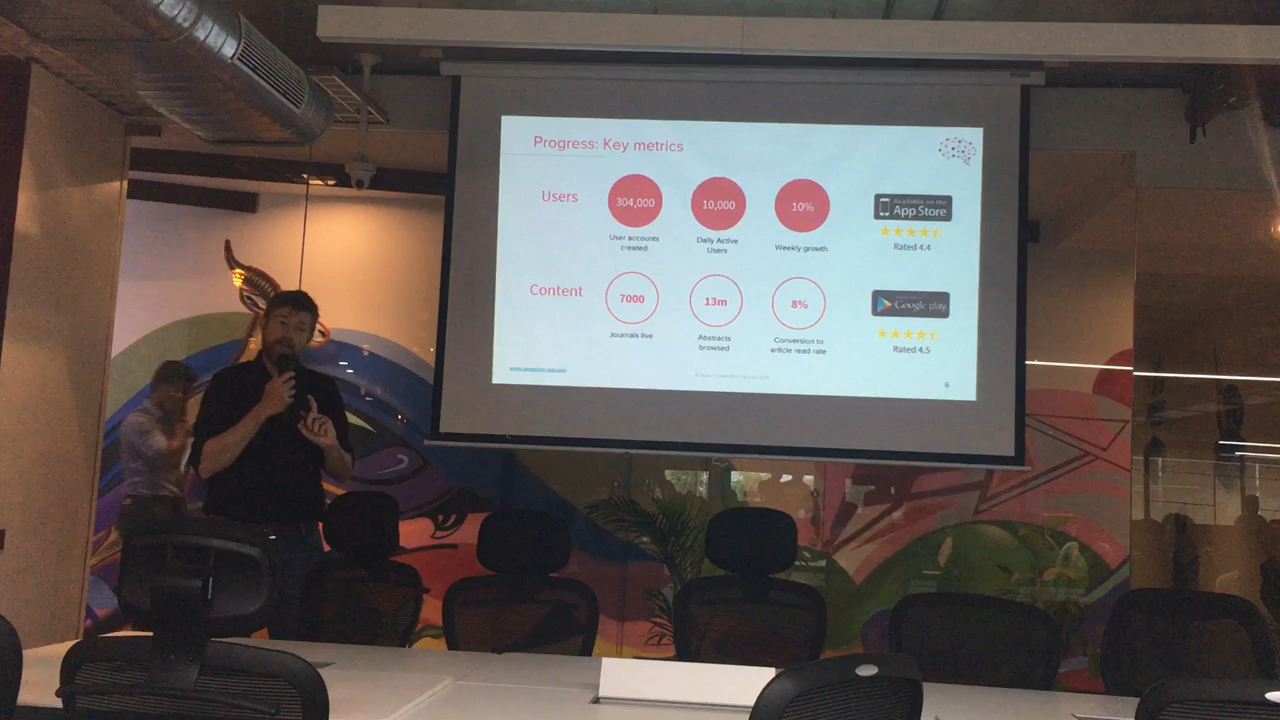 Progress: Key metrics
Users
304,000
10,000
10%
User accounts
created
Daily Active
Users
Weekly growth
Available on the
App Store
Rated 4.4
Content
7000
13m
8%
Journals live
Abstracts
browsed
Conversion to
article read rate
Google play
Rated 4.5
6